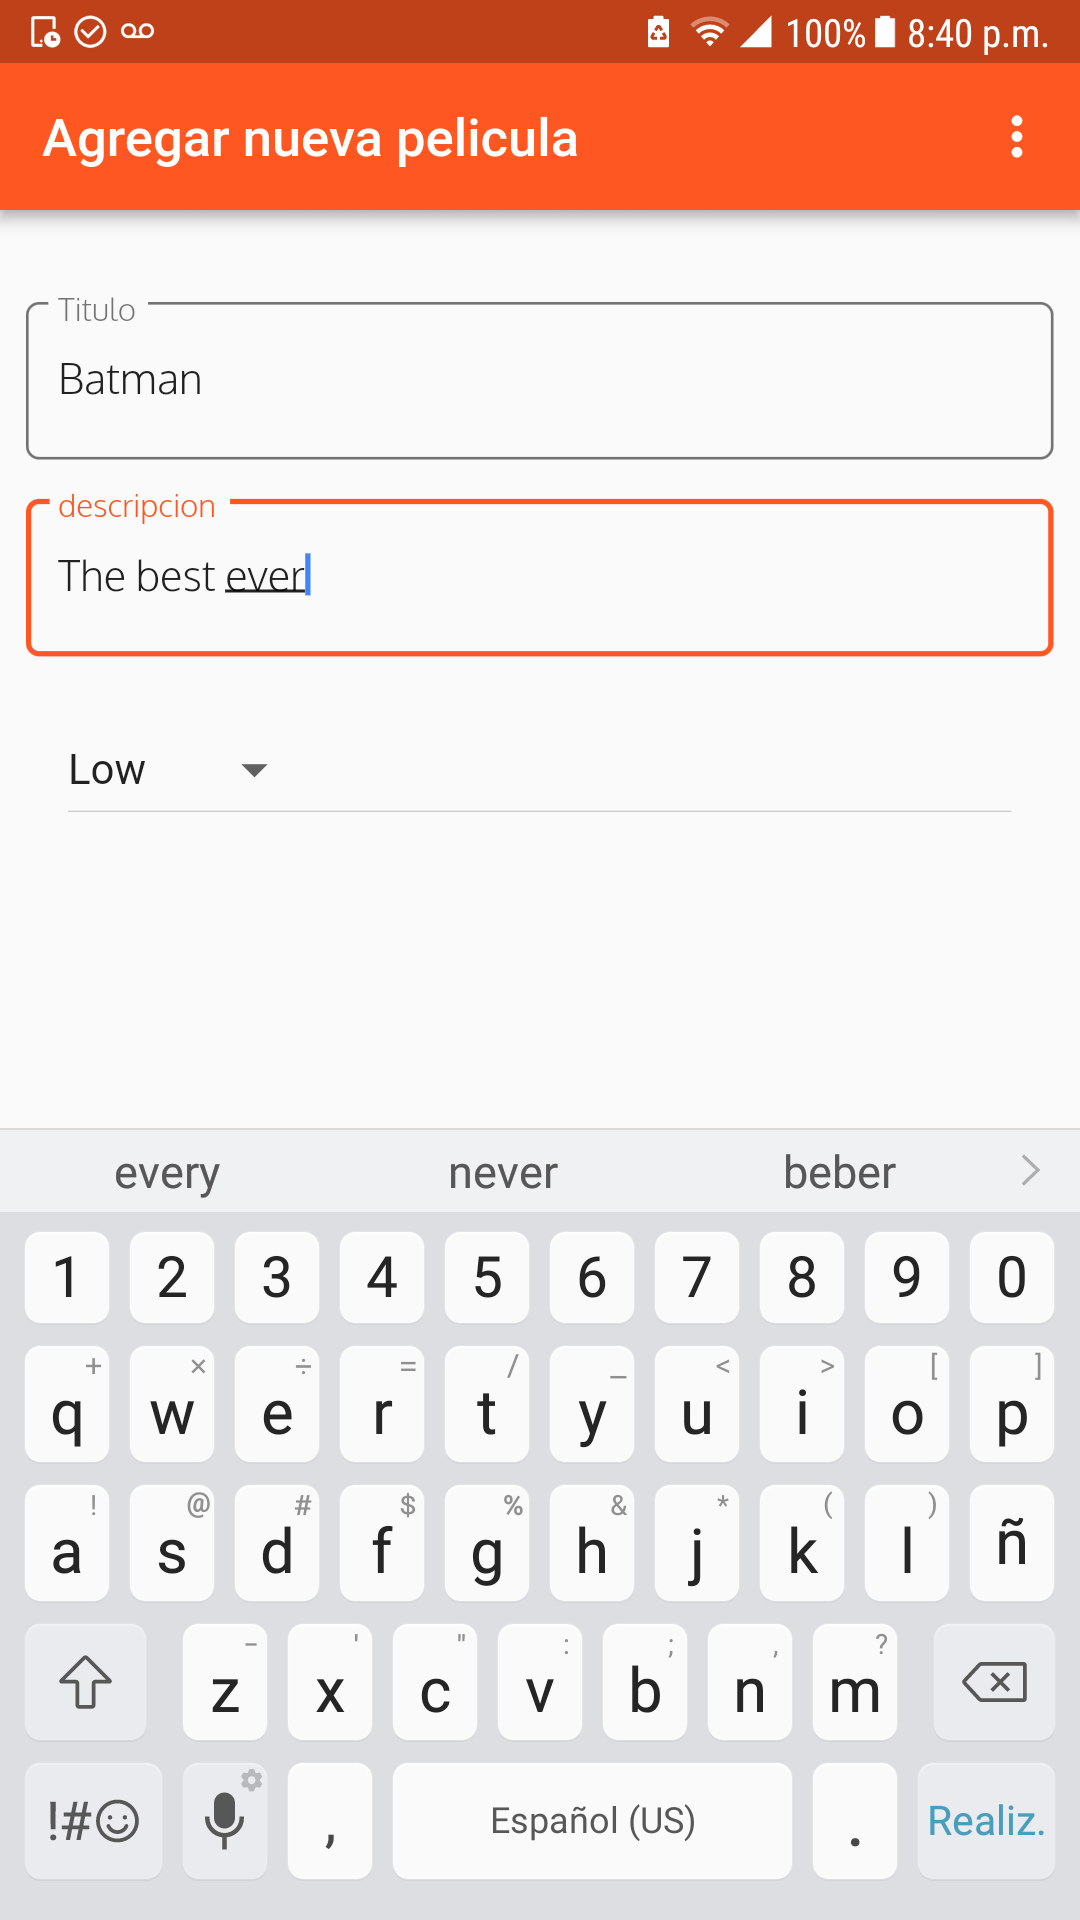 100% 8:40 p.m.
Agregar nueva pelicula
Titulo
Batman
descripcion
The best ever
Low
every never beber
1 2 3 4 5 6 7 8 9 0
+ × ÷ = / _ < > [ ]
q w e r t y u i o p
! @ # $ % & * ( )
a s d f g h j k l ñ
- ' " : ; , ?
z x c v b n m
!#☺ , Español (US) . Realiz.